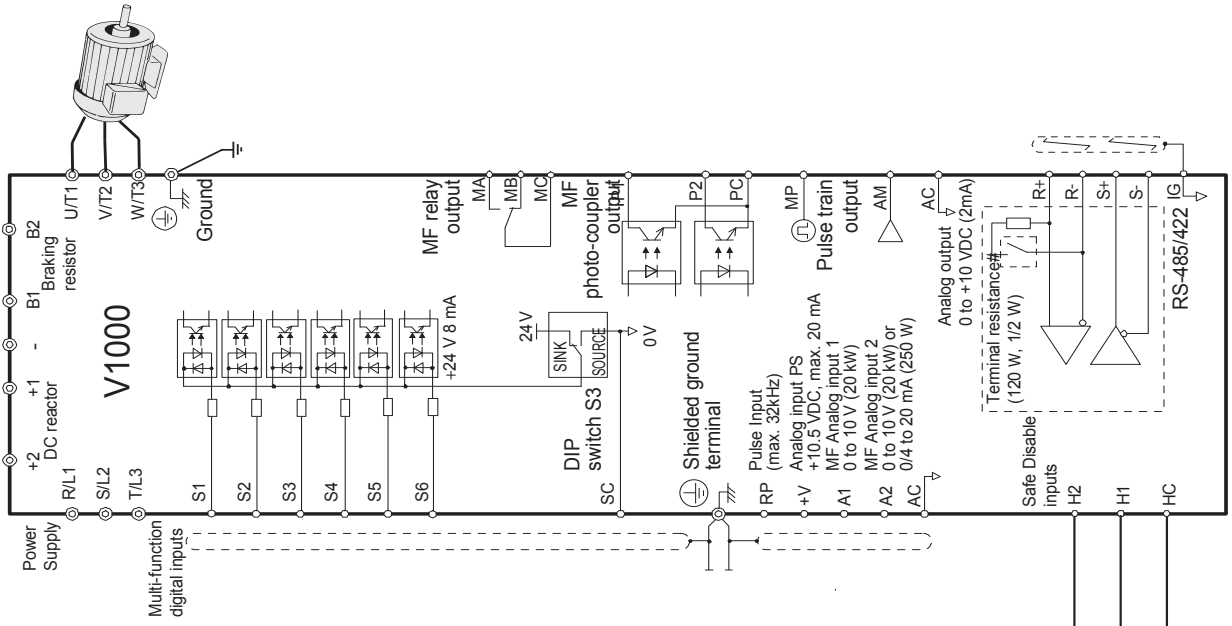 U/T1
V/T2
W/T3
Ground
B2
Braking
resistor
B1
-
+1
DC reactor
+2
V1000
R/L1
S/L2
T/L3
Power
Supply
Multi-function
digital inputs
S1
S2
S3
S4
S5
S6
+24 V 8 mA
24 V
SINK
SOURCE
0V
DIP
switch S3
SC
MA
MB
MC
MF relay
output
MF
photo-coupler
output
P2
PC
MP
Pulse train
output
AM
AC
Analog output
0 to +10 VDC (2mA)
Shielded ground
terminal
RP
Pulse Input
(max. 32kHz)
+V
Analog input PS
+10.5 VDC, max. 20 mA
A1
MF Analog input 1
0 to 10 V (20 kW)
A2
MF Analog input 2
0 to 10 V (20 kW) or
0/4 to 20 mA (250 W)
AC
R+
R-
S+
S-
IG
RS-485/422
Terminal resistance#
(120 W, 1/2 W)
Safe Disable
inputs
H2
H1
HC